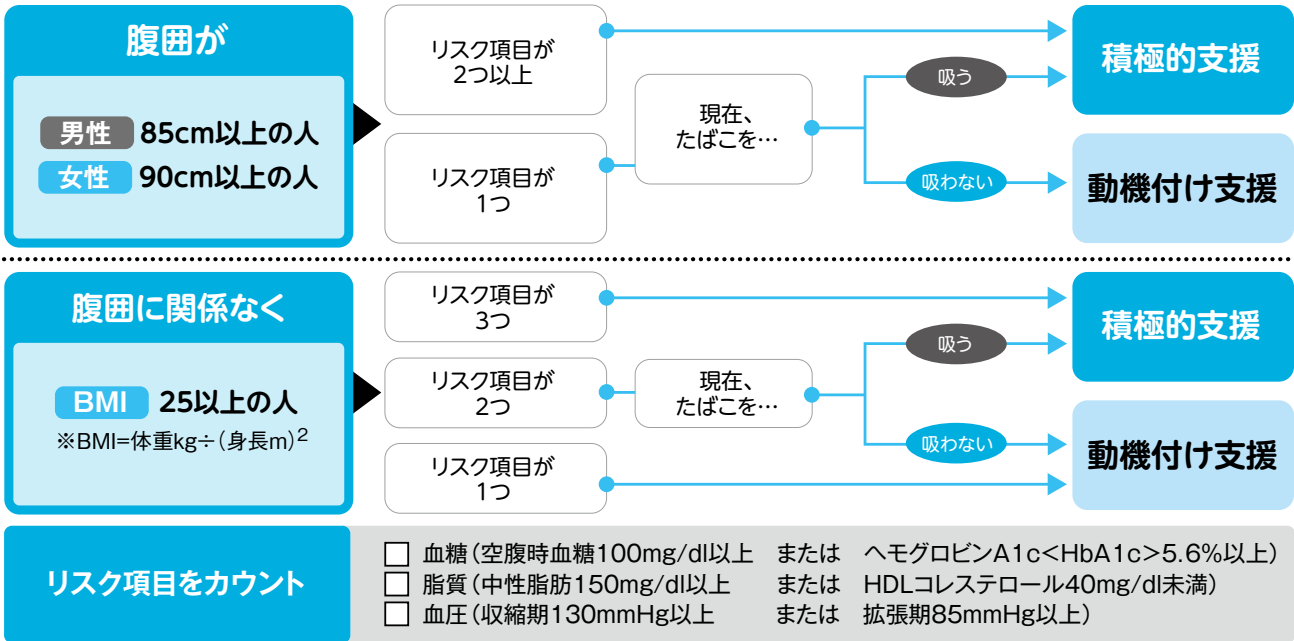 腹囲が
男性 85cm以上の人
女性 90cm以上の人
リスク項目が
2つ以上
リスク項目が
1つ
現在、
たばこを…
吸う
吸わない
積極的支援
動機付け支援
腹囲に関係なく
BMI 25以上の人
※BMI=体重kg÷(身長m)2
リスク項目が
3つ
リスク項目が
2つ
リスク項目が
1つ
現在、
たばこを…
吸う
吸わない
積極的支援
動機付け支援
リスク項目をカウント
□ 血糖(空腹時血糖100mg/dl以上 または ヘモグロビンA1c<HbA1c>5.6%以上)
□ 脂質(中性脂肪150mg/dl以上 または HDLコレステロール40mg/dl未満)
□ 血圧(収縮期130mmHg以上 または 拡張期85mmHg以上)